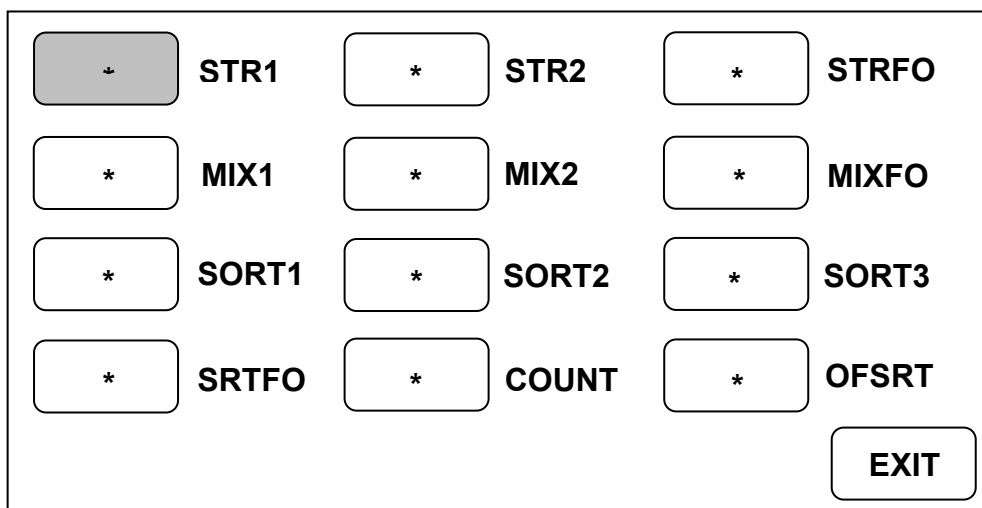 * STR1 * STR2 * STRFO
* MIX1 * MIX2 * MIXFO
* SORT1 * SORT2 * SORT3
* SRTFO * COUNT * OFSRT
EXIT